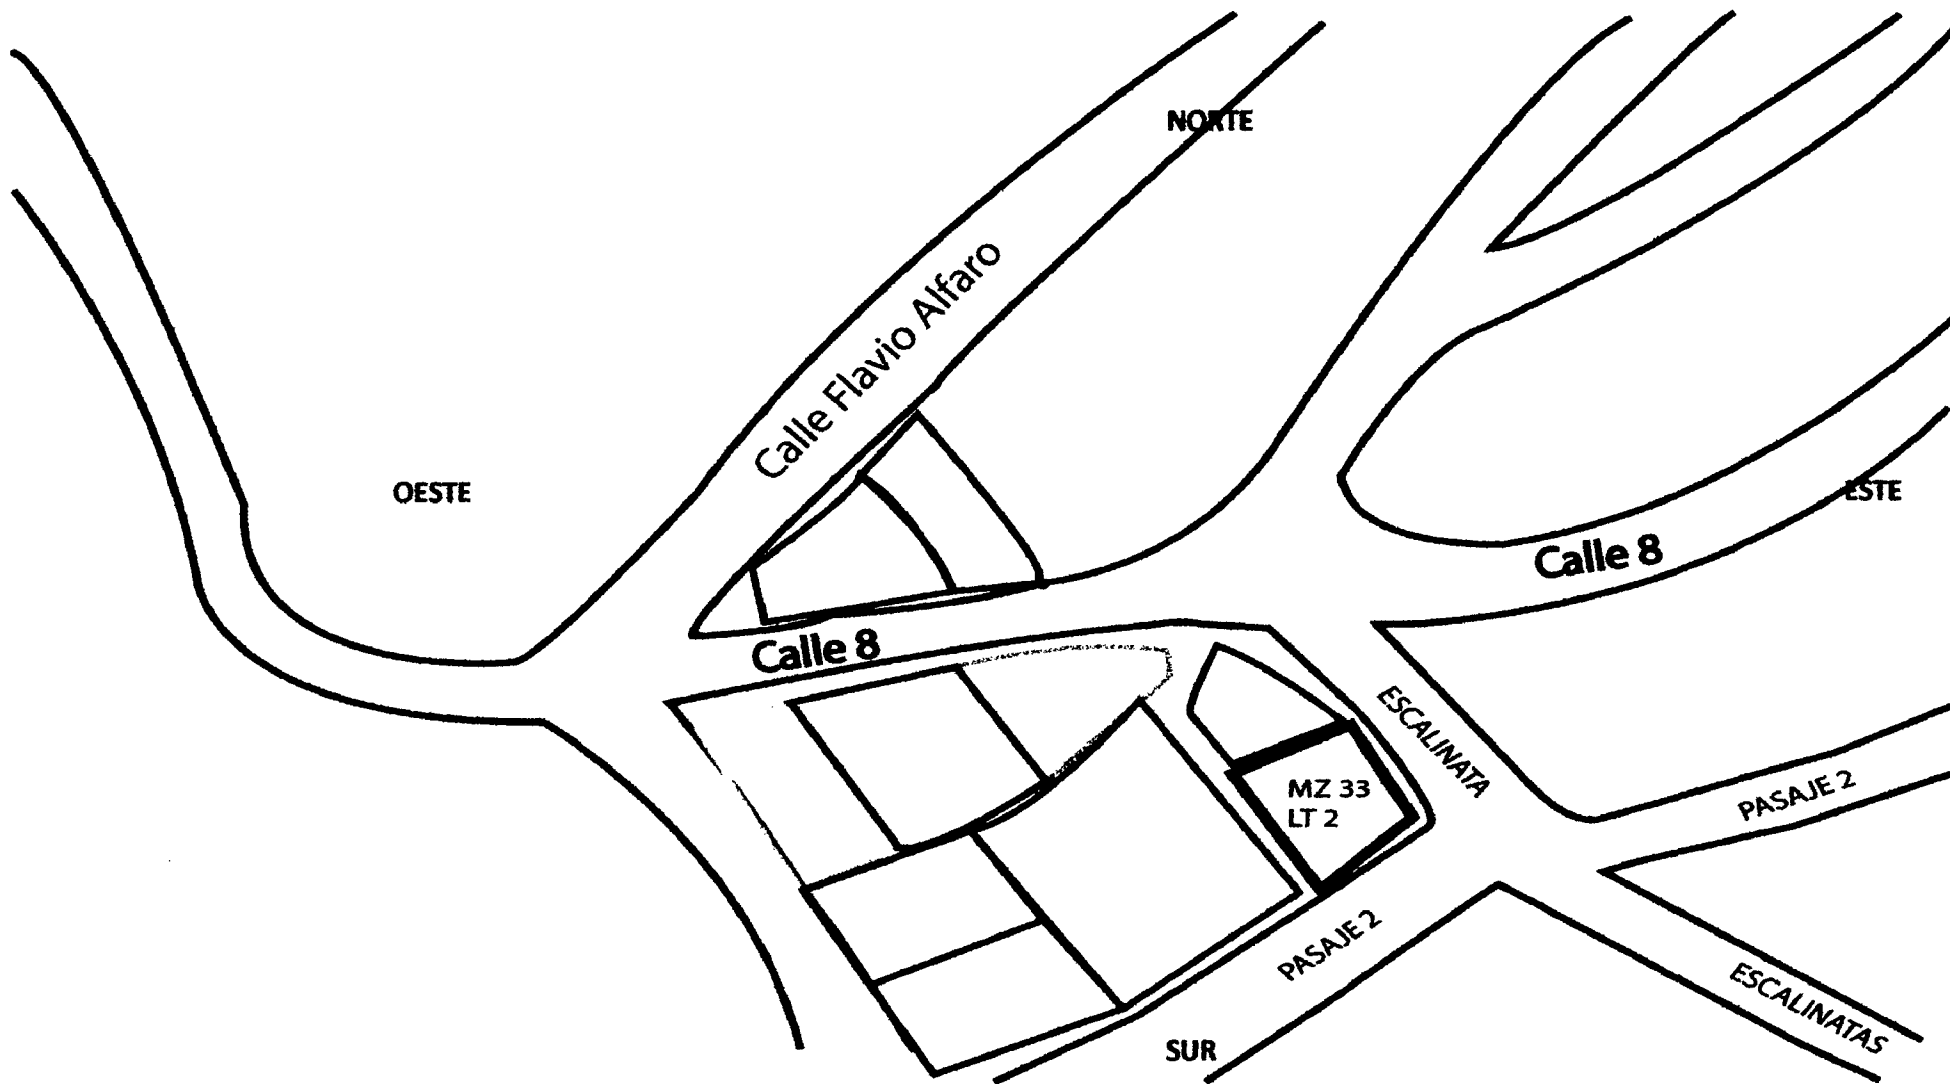 NORTE
Calle Flavio Alfaro
OESTE
ESTE
Calle 8
Calle 8
ESCALINATA
MZ 33
LT 2
PASAJE 2
PASAJE 2
ESCALINATAS
SUR